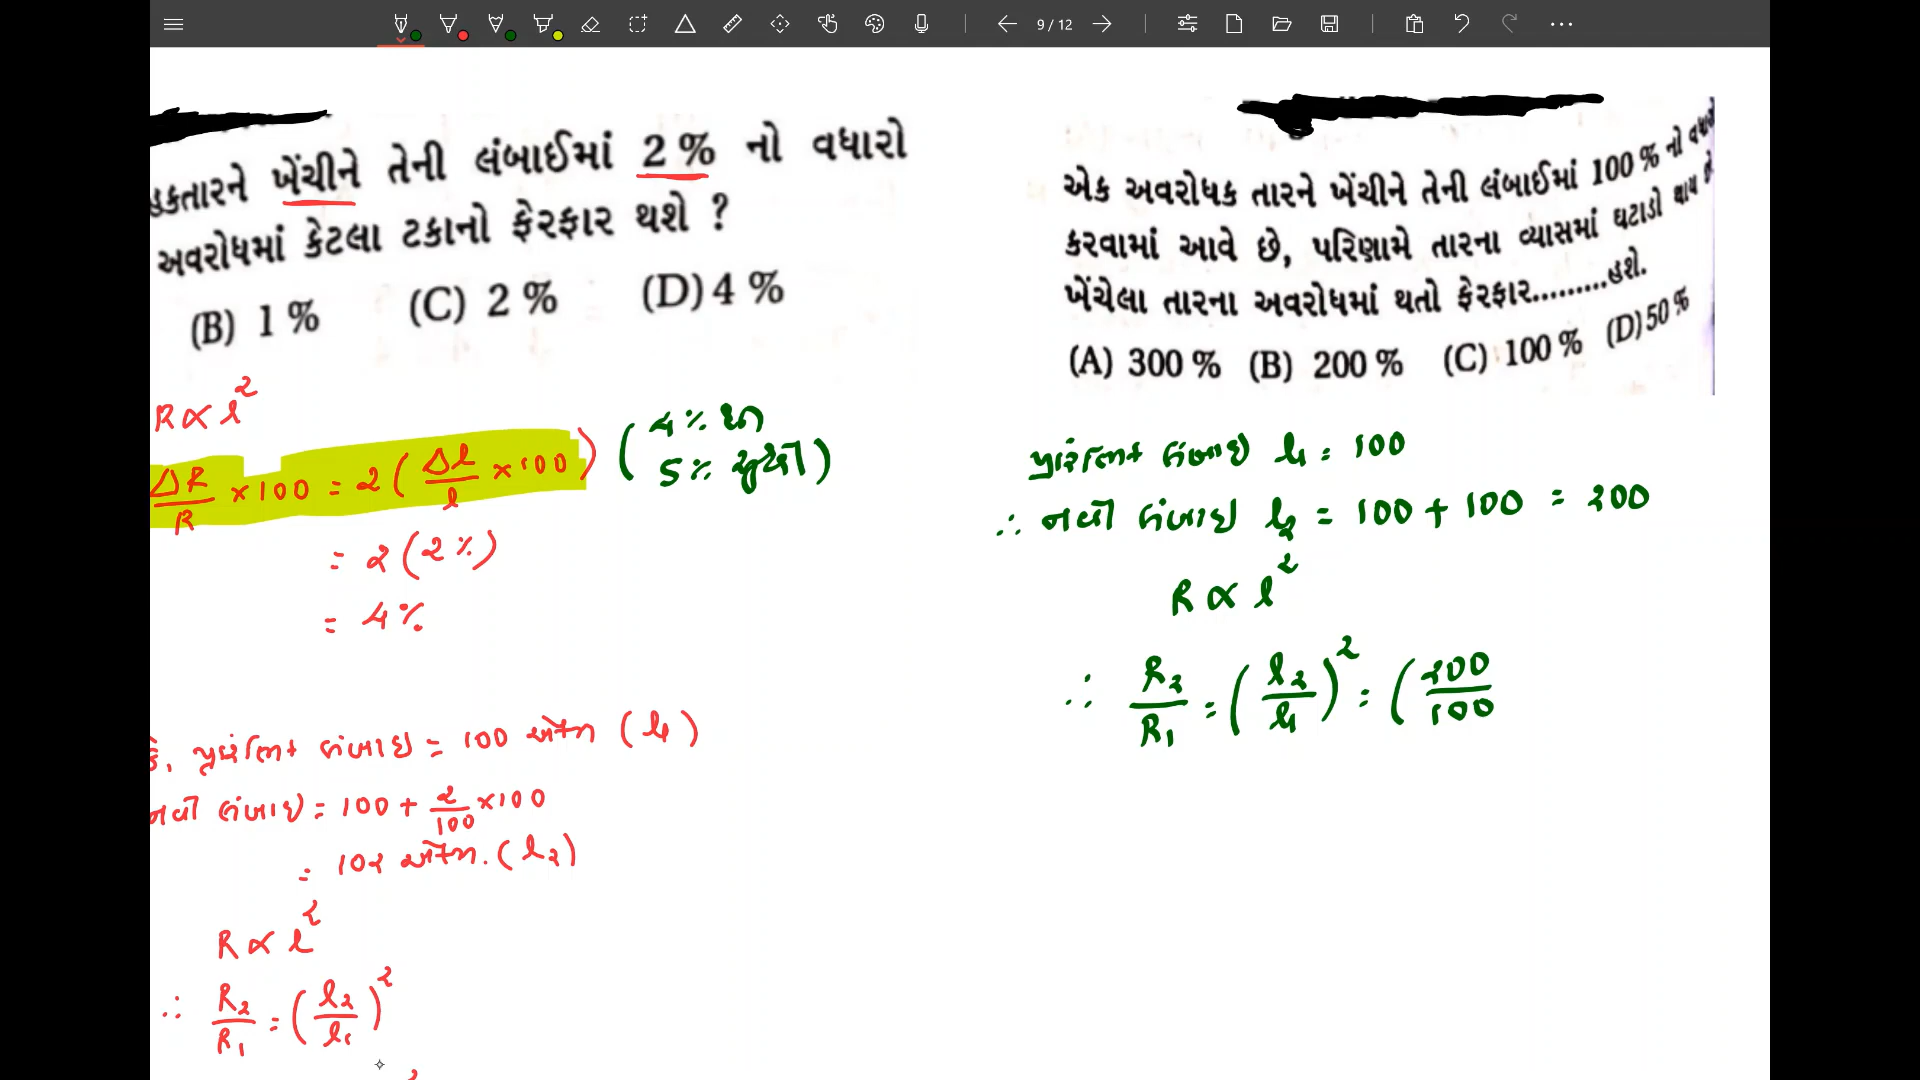 9 / 12
હકતારને ખેંચીને તેની લંબાઈમાં 2 % નો વધારો
અવરોધમાં કેટલા ટકાનો ફેરફાર થશે ?
(B) 1 % (C) 2 % (D) 4 %
R ∝ l²
ΔR/R × 100 = 2 ( Δl/l × 100 ) ( 4 % થી 5 % સુધી )
= 2 ( 2 % )
= 4 %
પ્રારંભિક લંબાઈ = 100 એકમ ( l₁ )
નવી લંબાઈ = 100 + 2/100 × 100
= 102 એકમ. ( l₂ )
R ∝ l²
∴ R₂/R₁ = ( l₂/l₁ )²
એક અવરોધક તારને ખેંચીને તેની લંબાઈમાં 100 % નો
કરવામાં આવે છે, પરિણામે તારના વ્યાસમાં ઘટાડો થાય છે
ખેંચેલા તારના અવરોધમાં થતો ફેરફાર.........હશે.
(A) 300 % (B) 200 % (C) 100 % (D) 50 %
પ્રારંભિક લંબાઈ l₁ = 100
∴ નવી લંબાઈ l₂ = 100 + 100 = 200
R ∝ l²
∴ R₂/R₁ = ( l₂/l₁ )² = ( 200/100